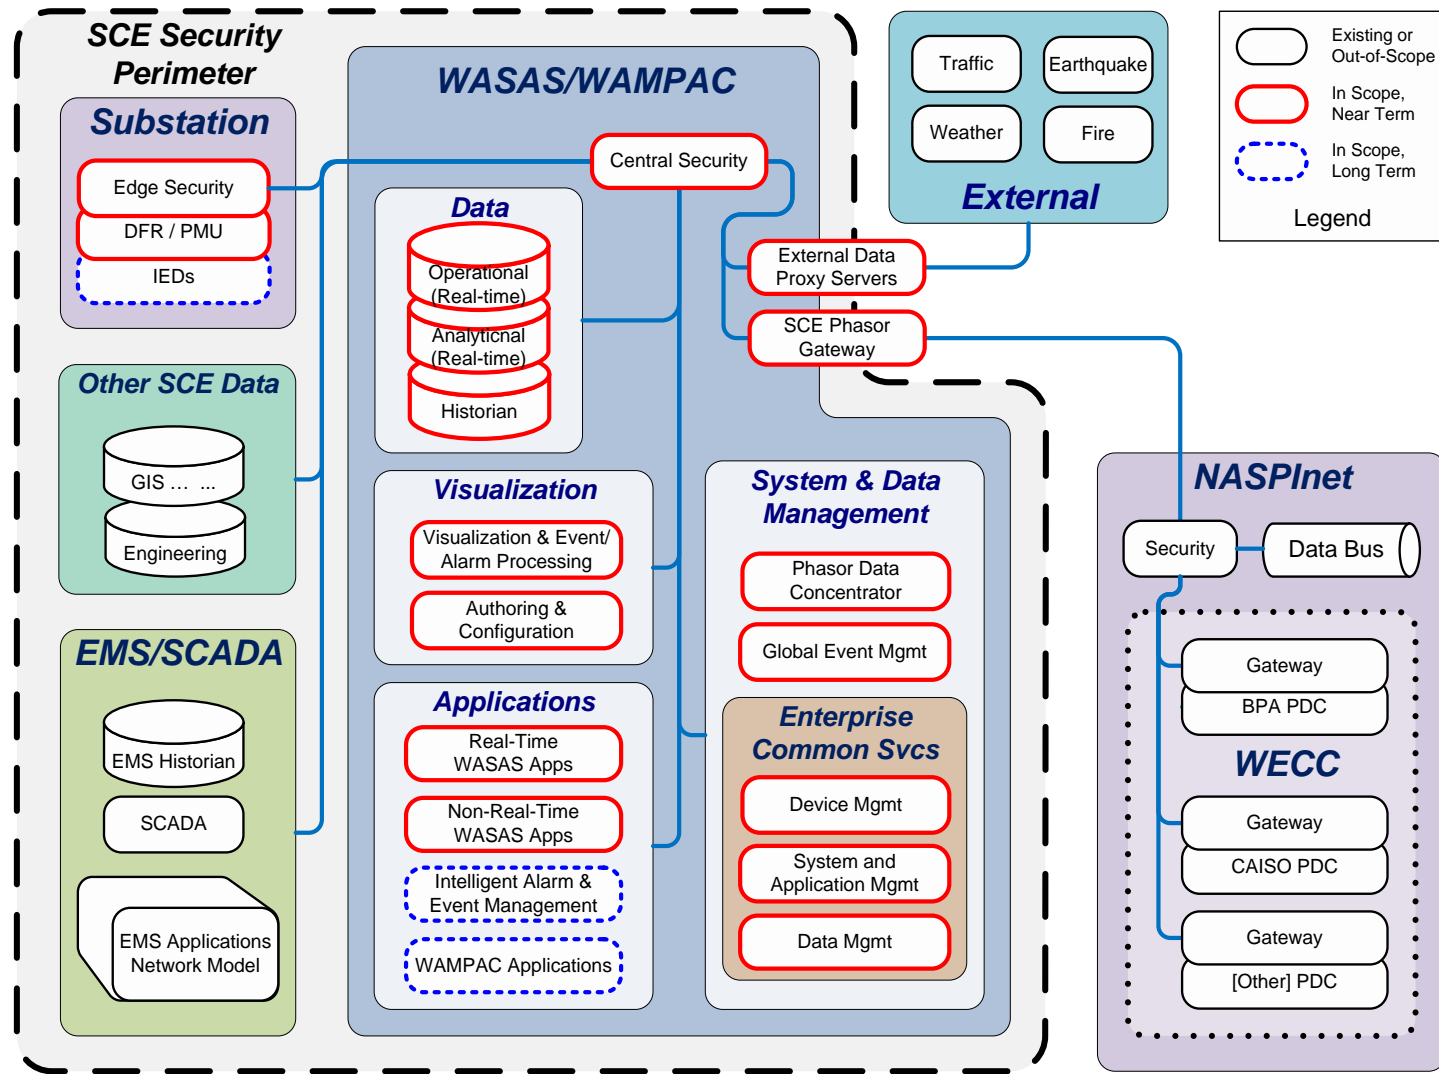 SCE Security
Perimeter
Substation
Edge Security
DFR / PMU
IEDs
Other SCE Data
GIS ... ...
Engineering
EMS/SCADA
EMS Historian
SCADA
EMS Applications
Network Model
WASAS/WAMPAC
Central Security
Data
Operational
(Real-time)
Analyticnal
(Real-time)
Historian
Visualization
Visualization & Event/
Alarm Processing
Authoring &
Configuration
Applications
Real-Time
WASAS Apps
Non-Real-Time
WASAS Apps
Intelligent Alarm &
Event Management
WAMPAC Applications
System & Data
Management
Phasor Data
Concentrator
Global Event Mgmt
Enterprise
Common Svcs
Device Mgmt
System and
Application Mgmt
Data Mgmt
External Data
Proxy Servers
SCE Phasor
Gateway
Traffic
Earthquake
Weather
Fire
External
Existing or
Out-of-Scope
In Scope,
Near Term
In Scope,
Long Term
Legend
NASPInet
Security
Data Bus
Gateway
BPA PDC
WECC
Gateway
CAISO PDC
Gateway
[Other] PDC